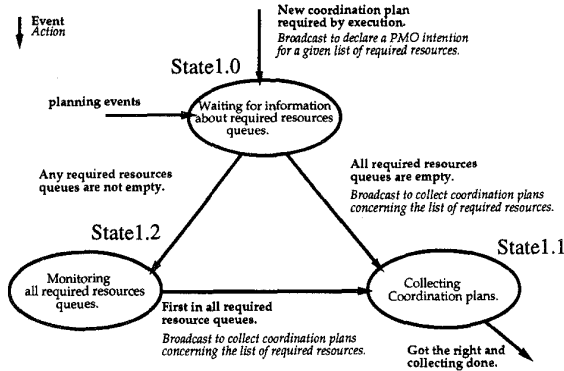 Event
Action
New coordination plan
required by execution.
Broadcast to declare a PMO intention
for a given list of required resources.
State1.0
planning events
Waiting for information
about required resources
queues.
Any required resources
queues are not empty.
All required resources
queues are empty.
Broadcast to collect coordination plans
concerning the list of required resources.
State1.2
State1.1
Monitoring
all required resources
queues.
Collecting
Coordination plans.
First in all required
resource queues.
Broadcast to collect coordination plans
concerning the list of required resources.
Got the right and
collecting done.